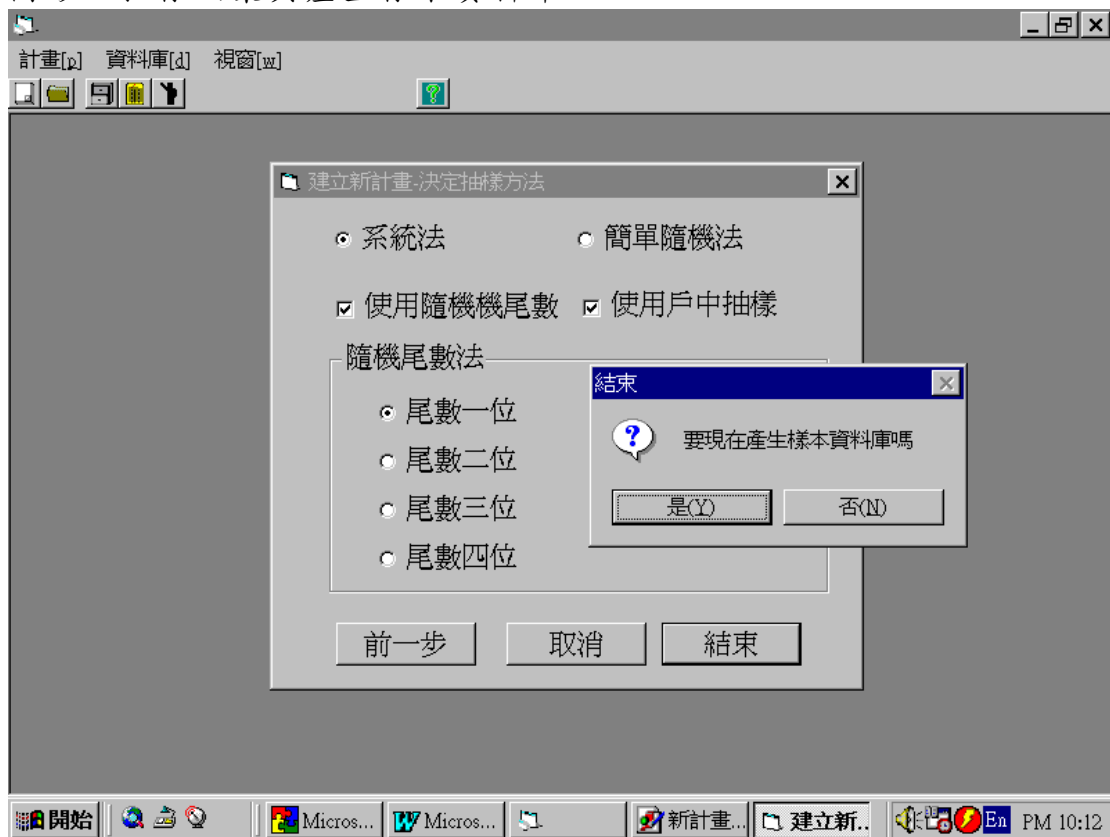 計畫[p] 資料庫[d] 視窗[w]
建立新計畫-決定抽樣方法
系統法 簡單隨機法
使用隨機機尾數 使用戶中抽樣
隨機尾數法
尾數一位
尾數二位
尾數三位
尾數四位
結束
要現在產生樣本資料庫嗎
是(Y) 否(N)
前一步 取消 結束
開始 Micros... Micros... 新計畫... 建立新.. En PM 10:12